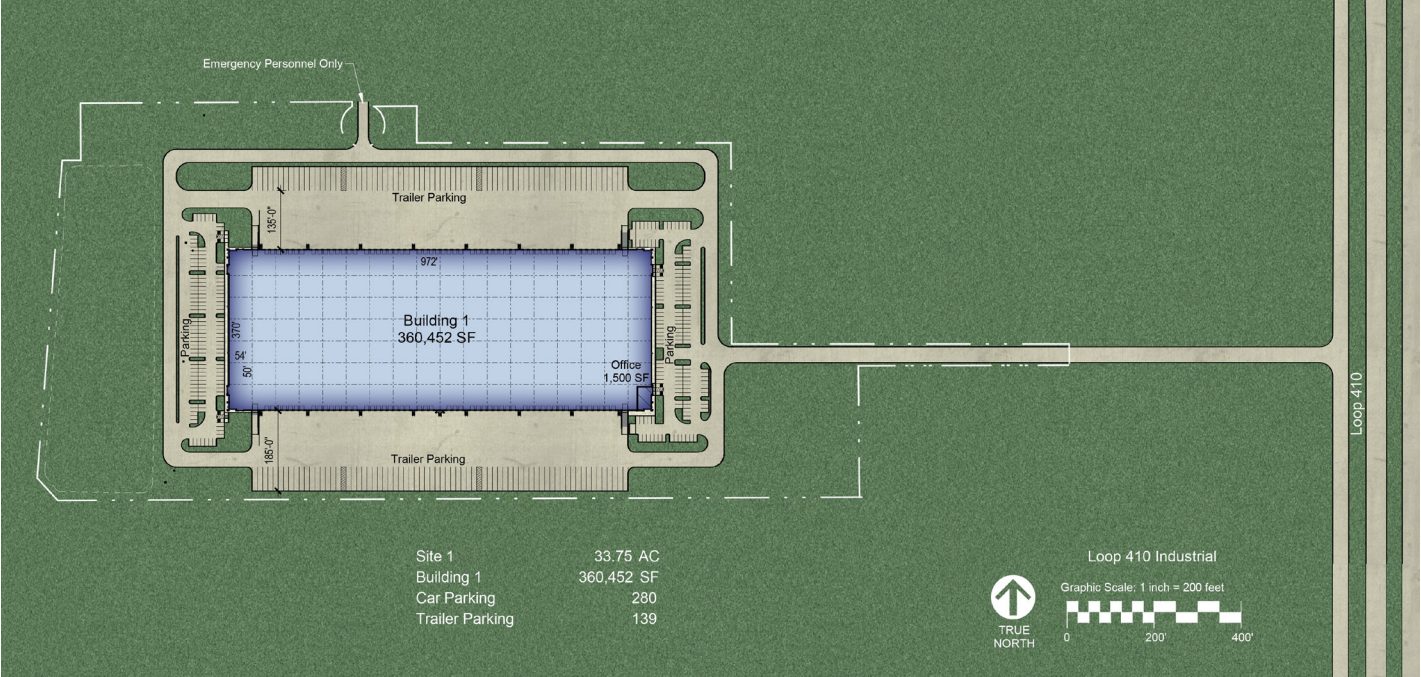 Emergency Personnel Only
Trailer Parking
135'-0"
972'
Building 1
360,452 SF
370'
54'
50'
Parking
Parking
Office
1,500 SF
Trailer Parking
185'-0"
Loop 410
Site 1 33.75 AC
Building 1 360,452 SF
Car Parking 280
Trailer Parking 139
Loop 410 Industrial
Graphic Scale: 1 inch = 200 feet
0 200' 400'
TRUE
NORTH